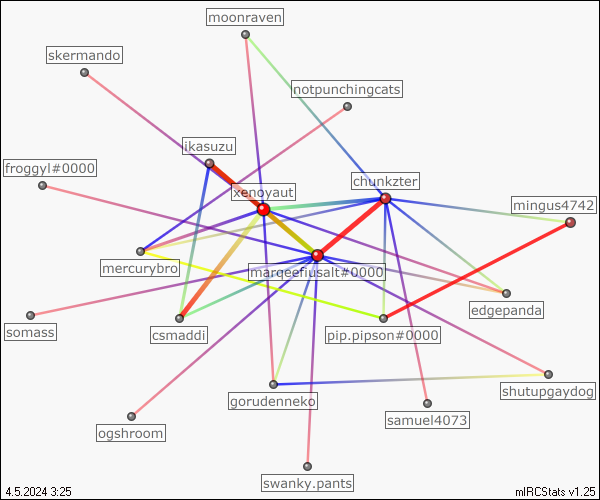 moonraven
skermando
notpunchingcats
ikasuzu
froggyl#0000
chunkzter
xenoyaut
mingus4742
mercurybro
marqeefiusalt#0000
edgepanda
somass
csmaddi
pip.pipson#0000
shutupgaydog
gorudenneko
samuel4073
ogshroom
swanky.pants
4.5.2024 3:25
mIRCStats v1.25